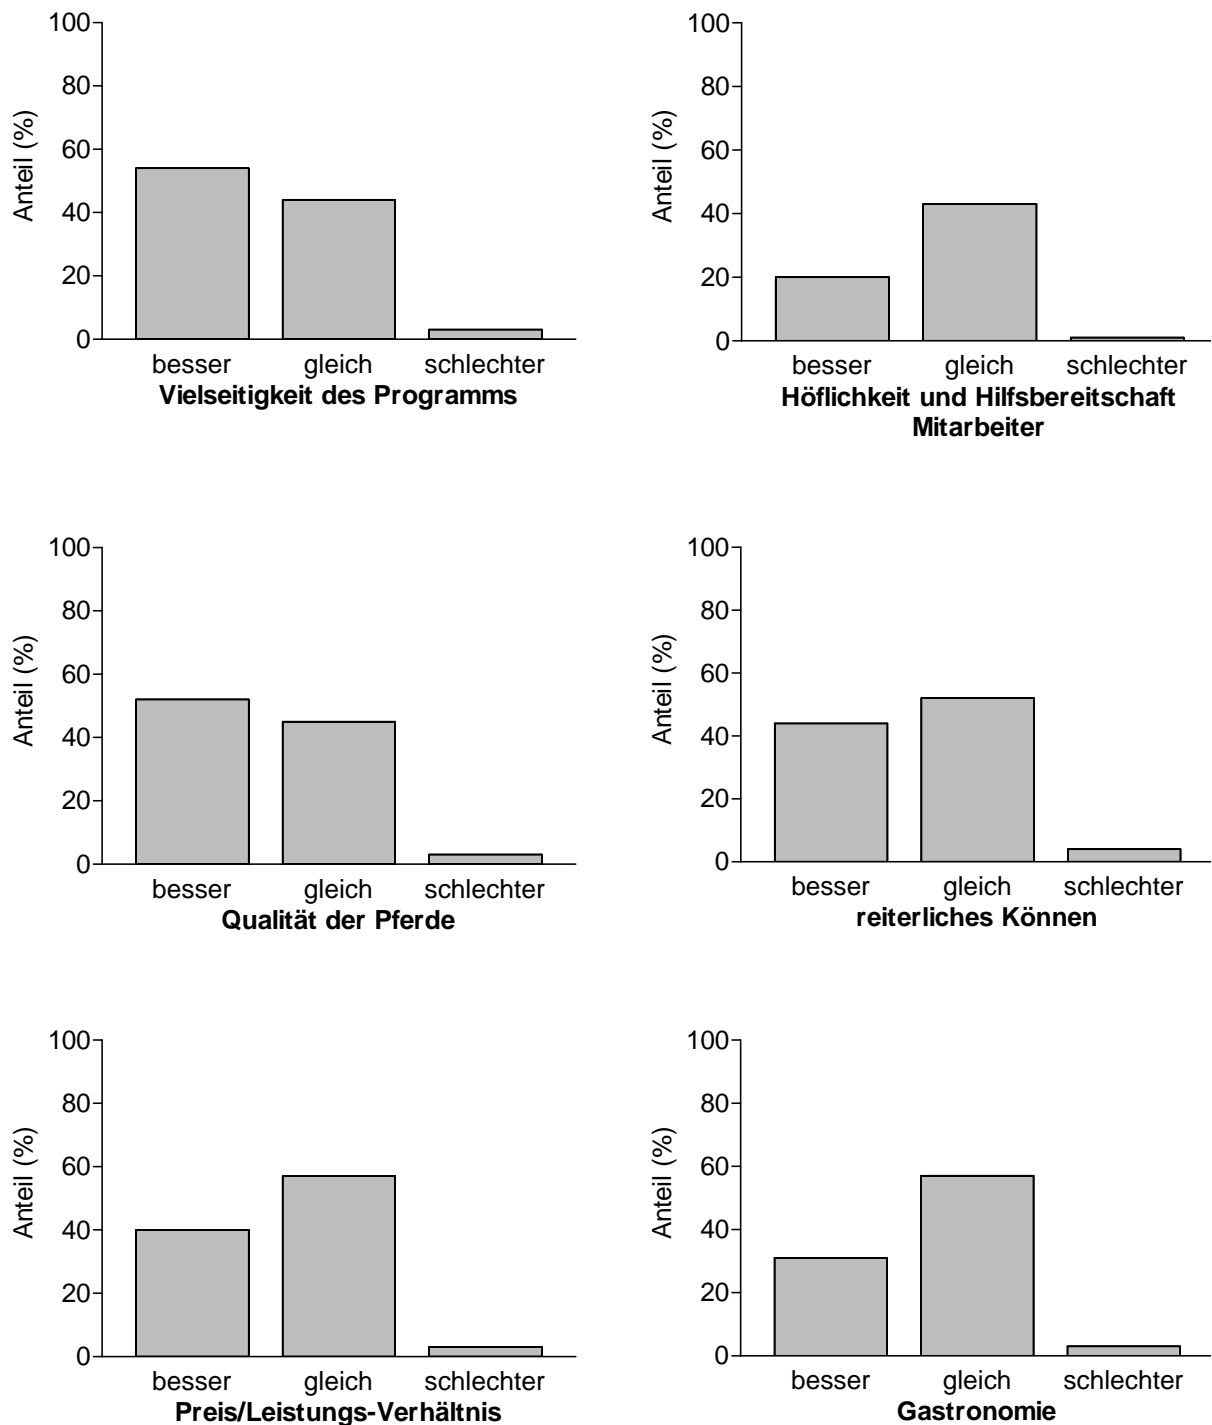 100
80
60
40
20
0
Anteil (%)
besser gleich schlechter
Vielseitigkeit des Programms
100
80
60
40
20
0
Anteil (%)
besser gleich schlechter
Höflichkeit und Hilfsbereitschaft
Mitarbeiter
100
80
60
40
20
0
Anteil (%)
besser gleich schlechter
Qualität der Pferde
100
80
60
40
20
0
Anteil (%)
besser gleich schlechter
reiterliches Können
100
80
60
40
20
0
Anteil (%)
besser gleich schlechter
Preis/Leistungs-Verhältnis
100
80
60
40
20
0
Anteil (%)
besser gleich schlechter
Gastronomie